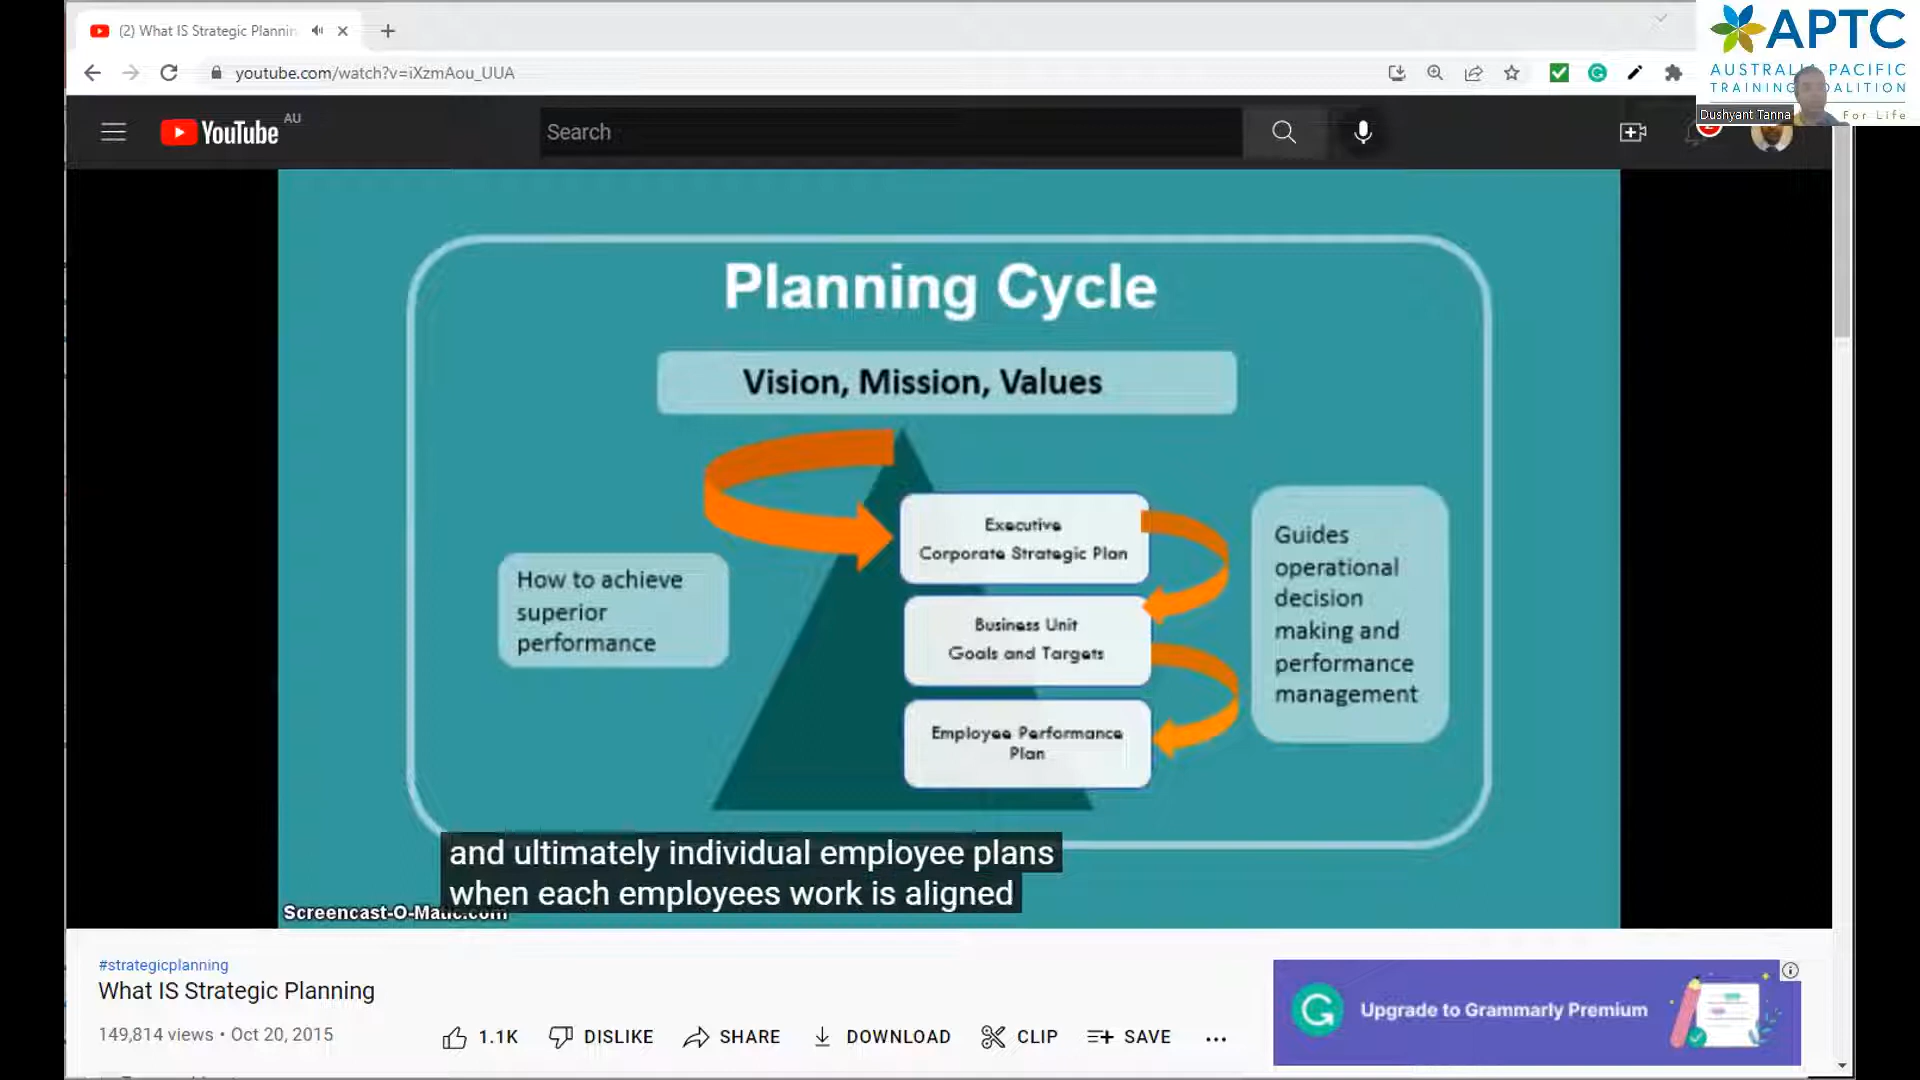 (2) What IS Strategic Plannin
APTC
AUSTRALIA PACIFIC
For Life
Dushyant Tanna
youtube.com/watch?v=iXzmAou_UUA
YouTube AU
Search
Planning Cycle
Vision, Mission, Values
Executive
Corporate Strategic Plan
Business Unit
Goals and Targets
Employee Performance
Plan
How to achieve
superior
performance
Guides
operational
decision
making and
performance
management
and ultimately individual employee plans
when each employees work is aligned
Screencast-O-Matic.com
#strategicplanning
What IS Strategic Planning
149,814 views • Oct 20, 2015
1.1K DISLIKE SHARE DOWNLOAD CLIP SAVE
Upgrade to Grammarly Premium